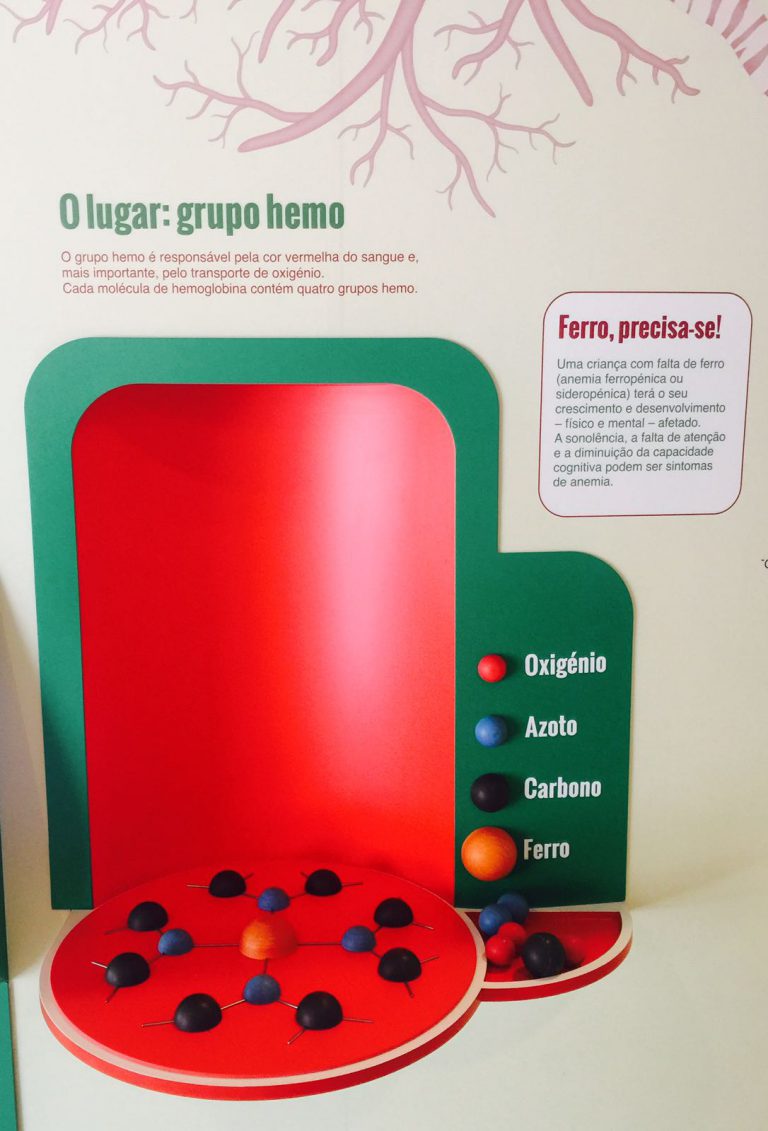 O lugar: grupo hemo
O grupo hemo é responsável pela cor vermelha do sangue e,
mais importante, pelo transporte de oxigénio.
Cada molécula de hemoglobina contém quatro grupos hemo.
Ferro, precisa-se!
Uma criança com falta de ferro
(anemia ferropénica ou
sideropénica) terá o seu
crescimento e desenvolvimento
– físico e mental – afetado.
A sonolência, a falta de atenção
e a diminuição da capacidade
cognitiva podem ser sintomas
de anemia.
Oxigénio
Azoto
Carbono
Ferro